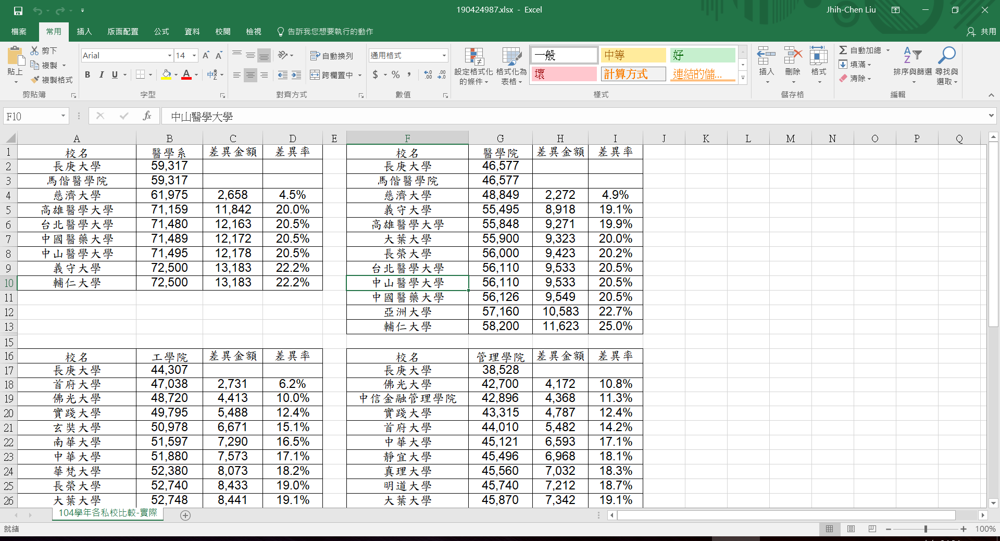 190424987.xlsx - Excel
Jhih-Chen Liu
檔案 常用 插入 版面配置 公式 資料 校閱 檢視 告訴我您想要執行的動作 共用
貼上 剪下 複製 複製格式 剪貼簿
Arial 14 B I U 字型
自動換列 跨欄置中 對齊方式
通用格式 $ % , 數值
設定格式化的條件 格式化為表格 一般 中等 好 壞 計算方式 連結的儲... 樣式
插入 刪除 格式 儲存格
自動加總 填滿 清除 排序與篩選 尋找與選取 編輯
F10 fx 中山醫學大學
A B C D E F G H I J K L M N O P Q
1 校名 醫學系 差異金額 差異率 校名 醫學院 差異金額 差異率
2 長庚大學 59,317 長庚大學 46,577
3 馬偕醫學院 59,317 馬偕醫學院 46,577
4 慈濟大學 61,975 2,658 4.5% 慈濟大學 48,849 2,272 4.9%
5 高雄醫學大學 71,159 11,842 20.0% 義守大學 55,495 8,918 19.1%
6 台北醫學大學 71,480 12,163 20.5% 高雄醫學大學 55,848 9,271 19.9%
7 中國醫藥大學 71,489 12,172 20.5% 大葉大學 55,900 9,323 20.0%
8 中山醫學大學 71,495 12,178 20.5% 長榮大學 56,000 9,423 20.2%
9 義守大學 72,500 13,183 22.2% 台北醫學大學 56,110 9,533 20.5%
10 輔仁大學 72,500 13,183 22.2% 中山醫學大學 56,110 9,533 20.5%
11 中國醫藥大學 56,126 9,549 20.5%
12 亞洲大學 57,160 10,583 22.7%
13 輔仁大學 58,200 11,623 25.0%
15
16 校名 工學院 差異金額 差異率 校名 管理學院 差異金額 差異率
17 長庚大學 44,307 長庚大學 38,528
18 首府大學 47,038 2,731 6.2% 佛光大學 42,700 4,172 10.8%
19 佛光大學 48,720 4,413 10.0% 中信金融管理學院 42,896 4,368 11.3%
20 實踐大學 49,795 5,488 12.4% 實踐大學 43,315 4,787 12.4%
21 玄奘大學 50,978 6,671 15.1% 首府大學 44,010 5,482 14.2%
22 南華大學 51,597 7,290 16.5% 中華大學 45,121 6,593 17.1%
23 中華大學 51,880 7,573 17.1% 靜宜大學 45,496 6,968 18.1%
24 華梵大學 52,380 8,073 18.2% 真理大學 45,560 7,032 18.3%
25 長榮大學 52,740 8,433 19.0% 明道大學 45,740 7,212 18.7%
26 大葉大學 52,748 8,441 19.1% 大葉大學 45,870 7,342 19.1%
104學年各私校比較-實際
就緒 100%